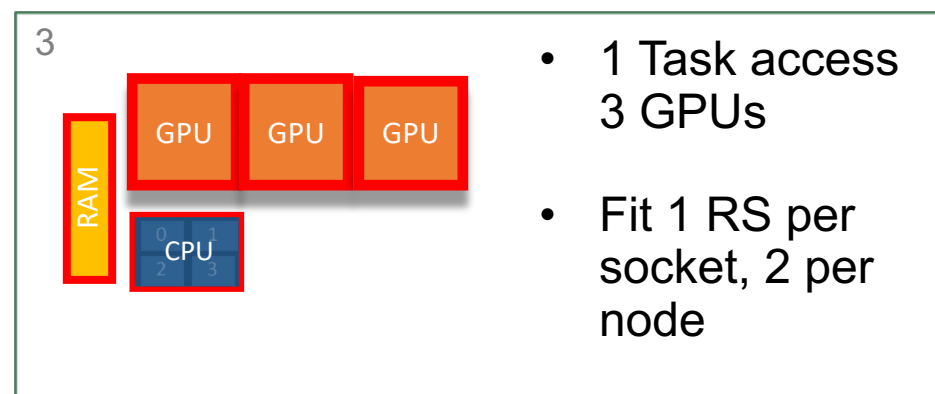 3
GPU GPU GPU
RAM
0 1
CPU
2 3
• 1 Task access
3 GPUs
• Fit 1 RS per
socket, 2 per
node